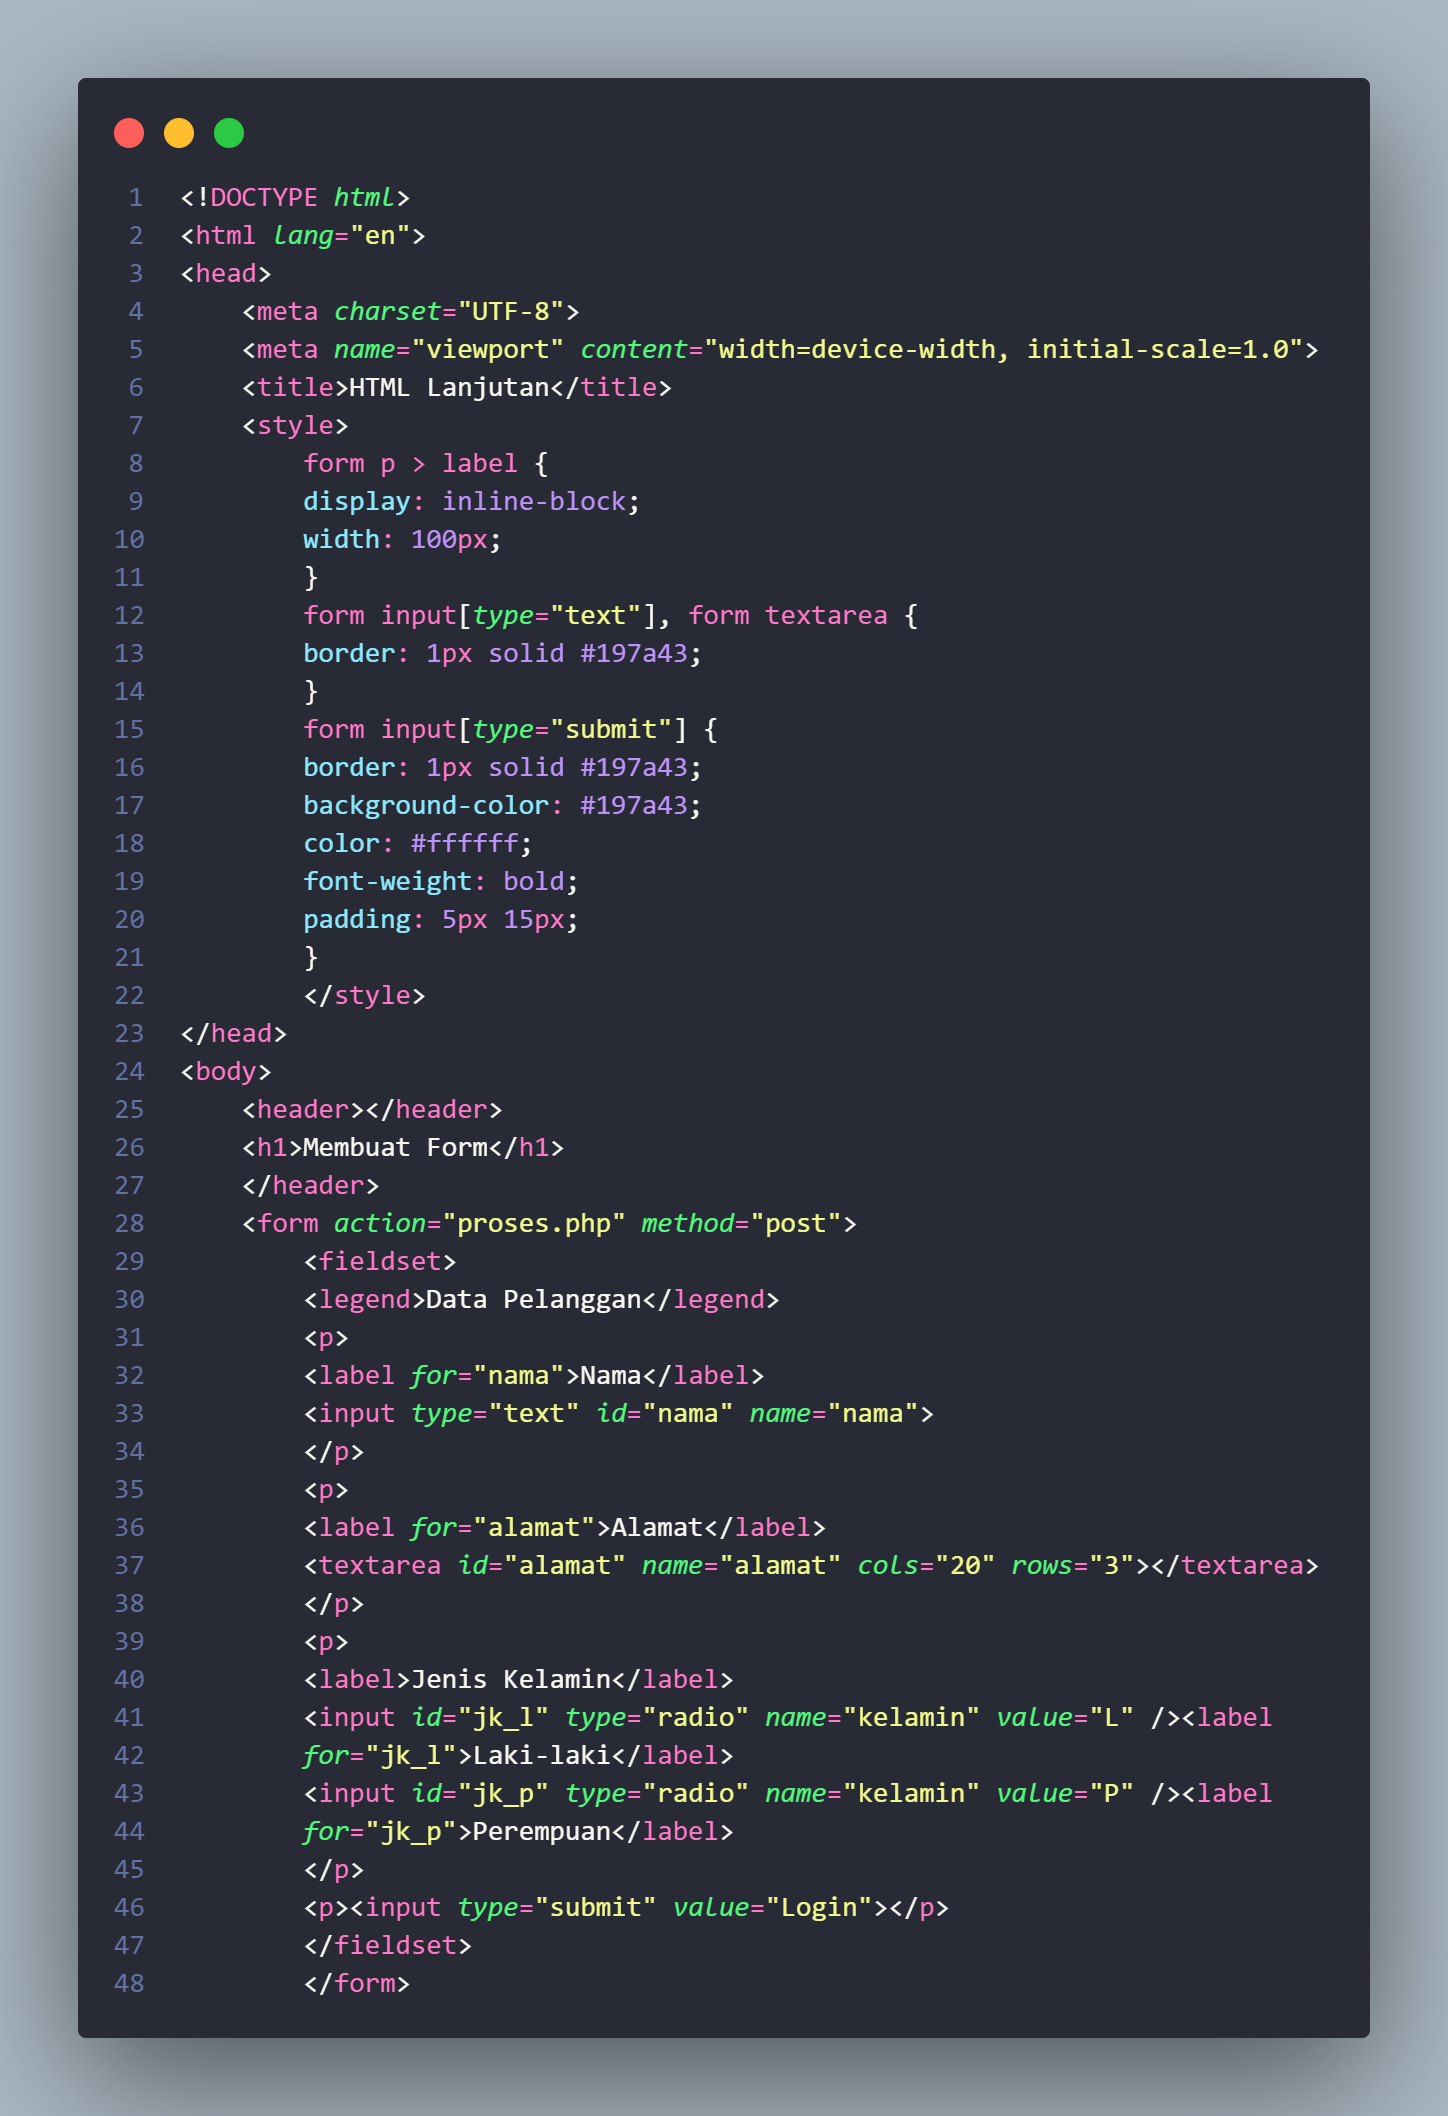 1 <!DOCTYPE html>
2 <html lang="en">
3 <head>
4     <meta charset="UTF-8">
5     <meta name="viewport" content="width=device-width, initial-scale=1.0">
6     <title>HTML Lanjutan</title>
7     <style>
8         form p > label {
9         display: inline-block;
10         width: 100px;
11         }
12         form input[type="text"], form textarea {
13         border: 1px solid #197a43;
14         }
15         form input[type="submit"] {
16         border: 1px solid #197a43;
17         background-color: #197a43;
18         color: #ffffff;
19         font-weight: bold;
20         padding: 5px 15px;
21         }
22         </style>
23 </head>
24 <body>
25     <header></header>
26     <h1>Membuat Form</h1>
27     </header>
28     <form action="proses.php" method="post">
29         <fieldset>
30         <legend>Data Pelanggan</legend>
31         <p>
32         <label for="nama">Nama</label>
33         <input type="text" id="nama" name="nama">
34         </p>
35         <p>
36         <label for="alamat">Alamat</label>
37         <textarea id="alamat" name="alamat" cols="20" rows="3"></textarea>
38         </p>
39         <p>
40         <label>Jenis Kelamin</label>
41         <input id="jk_l" type="radio" name="kelamin" value="L" /><label
42         for="jk_l">Laki-laki</label>
43         <input id="jk_p" type="radio" name="kelamin" value="P" /><label
44         for="jk_p">Perempuan</label>
45         </p>
46         <p><input type="submit" value="Login"></p>
47         </fieldset>
48         </form>